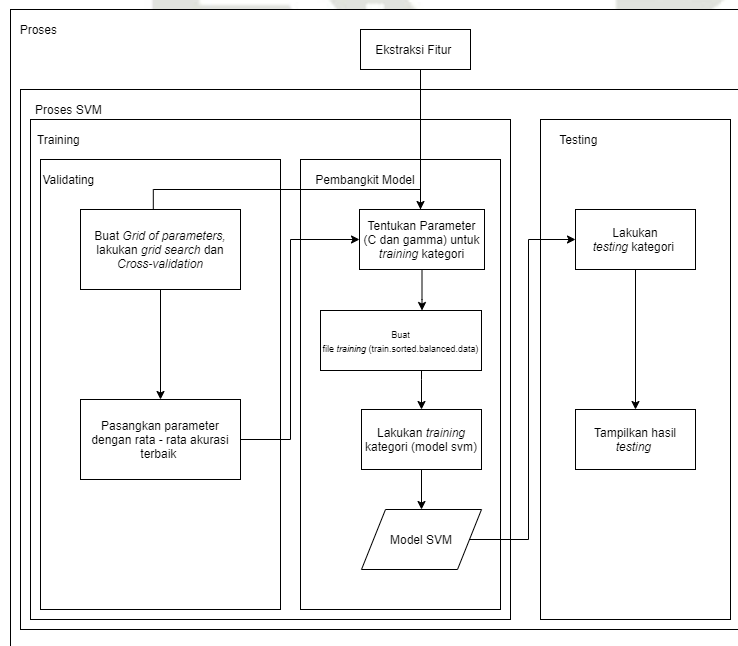 Proses
Ekstraksi Fitur
Proses SVM
Training
Testing
Validating
Pembangkit Model
Buat Grid of parameters,
lakukan grid search dan
Cross-validation
Tentukan Parameter
(C dan gamma) untuk
training kategori
Lakukan
testing kategori
Buat
file training (train.sorted.balanced.data)
Pasangkan parameter
dengan rata - rata akurasi
terbaik
Lakukan training
kategori (model svm)
Tampilkan hasil
testing
Model SVM